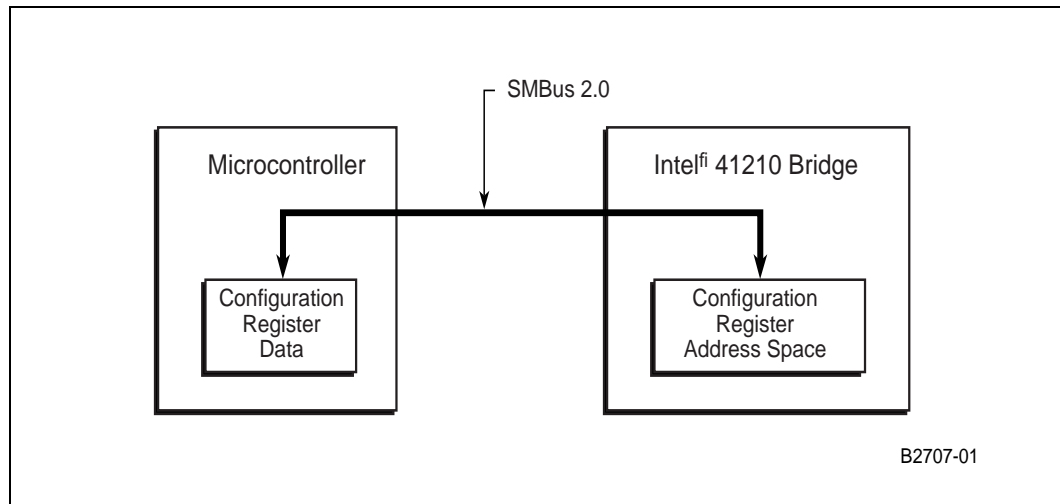 SMBus 2.0
Microcontroller
Intelfi 41210 Bridge
Configuration
Register
Data
Configuration
Register
Address Space
B2707-01